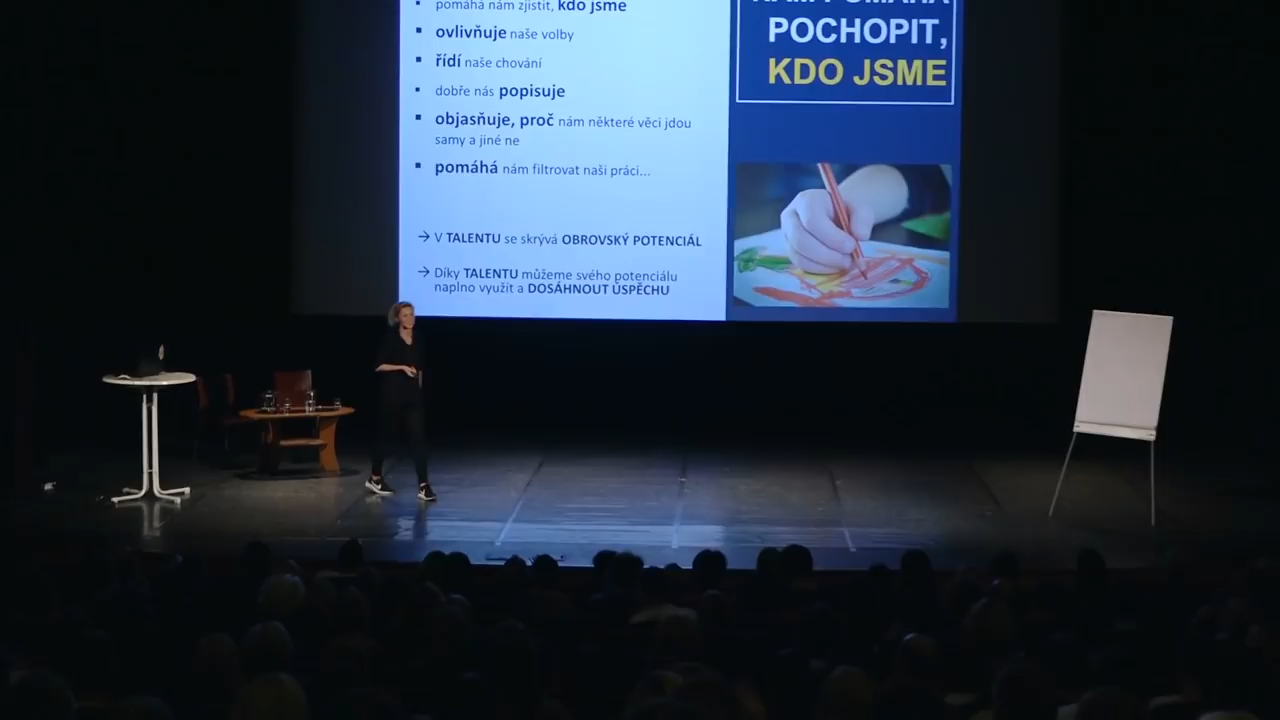 pomáhá nám zjistit, kdo jsme
ovlivňuje naše volby
řídí naše chování
dobře nás popisuje
objasňuje, proč nám některé věci jdou
samy a jiné ne
pomáhá nám filtrovat naši práci...
→ V TALENTU se skrývá OBROVSKÝ POTENCIÁL
→ Díky TALENTU můžeme svého potenciálu
naplno využít a DOSÁHNOUT ÚSPĚCHU
POCHOPIT,
KDO JSME